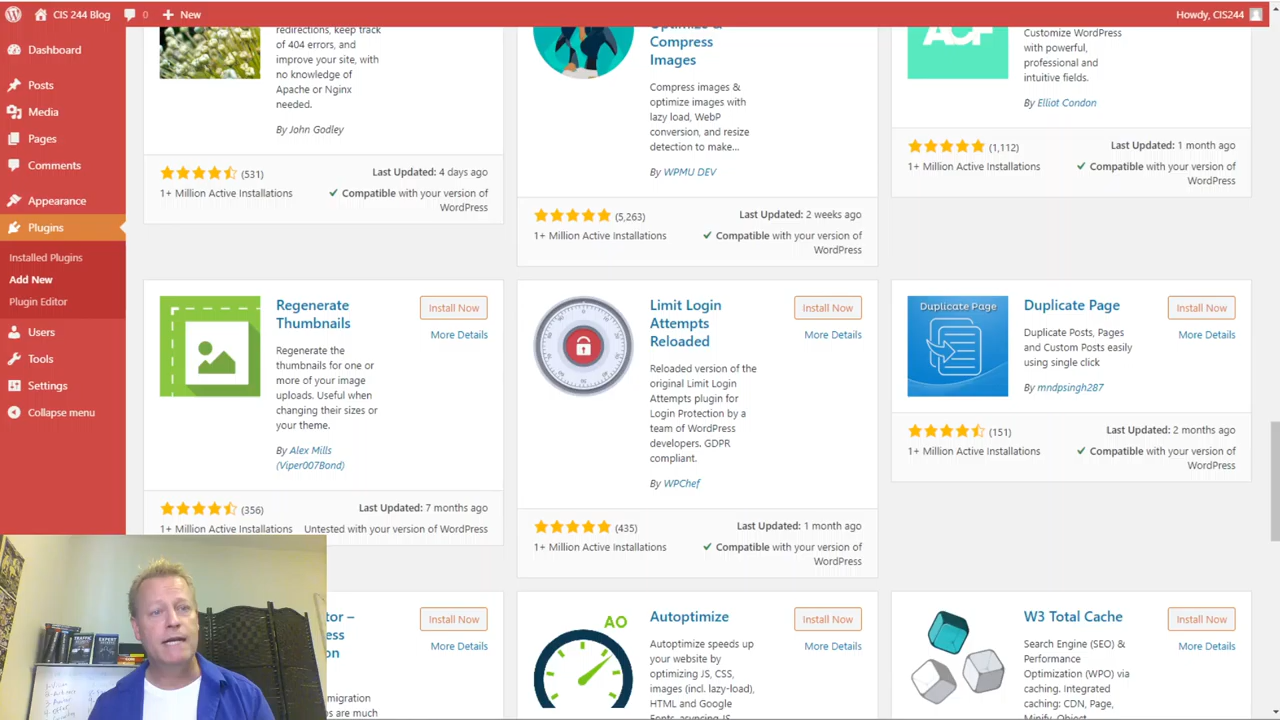 CIS 244 Blog
0
New
Howdy, CIS244
Dashboard
Posts
Media
Pages
Comments
Appearance
Plugins
Installed Plugins
Add New
Plugin Editor
Users
Tools
Settings
Collapse menu
redirections, keep track
of 404 errors, and
improve your site, with
no knowledge of
Apache or Nginx
needed.
By John Godley
(531)
Last Updated: 4 days ago
1+ Million Active Installations
Compatible with your version of
WordPress
Optimize &
Compress
Images
Compress images &
optimize images with
lazy load, WebP
conversion, and resize
detection to make...
By WPMU DEV
(5,263)
Last Updated: 2 weeks ago
1+ Million Active Installations
Compatible with your version of
WordPress
ACF
Customize WordPress
with powerful,
professional and
intuitive fields.
By Elliot Condon
(1,112)
Last Updated: 1 month ago
1+ Million Active Installations
Compatible with your version of
WordPress
Regenerate
Thumbnails
Install Now
More Details
Regenerate the
thumbnails for one or
more of your image
uploads. Useful when
changing their sizes or
your theme.
By Alex Mills
(Viper007Bond)
(356)
Last Updated: 7 months ago
1+ Million Active Installations
Untested with your version of WordPress
Limit Login
Attempts
Reloaded
Install Now
More Details
Reloaded version of the
original Limit Login
Attempts plugin for
Login Protection by a
team of WordPress
developers. GDPR
compliant.
By WPChef
(435)
Last Updated: 1 month ago
1+ Million Active Installations
Compatible with your version of
WordPress
Duplicate Page
Duplicate Page
Install Now
More Details
Duplicate Posts, Pages
and Custom Posts easily
using single click
By mndpsingh287
(151)
Last Updated: 2 months ago
1+ Million Active Installations
Compatible with your version of
WordPress
tor –
ess
on
Install Now
More Details
migration
os are much
AO
Autoptimize
Install Now
More Details
Autoptimize speeds up
your website by
optimizing JS, CSS,
images (incl. lazy-load),
HTML and Google
Fonts, asyncing JS,
W3 Total Cache
Install Now
More Details
Search Engine (SEO) &
Performance
Optimization (WPO) via
caching. Integrated
caching: CDN, Page,
Minify, Object,
TRAFFIC
EXPERT